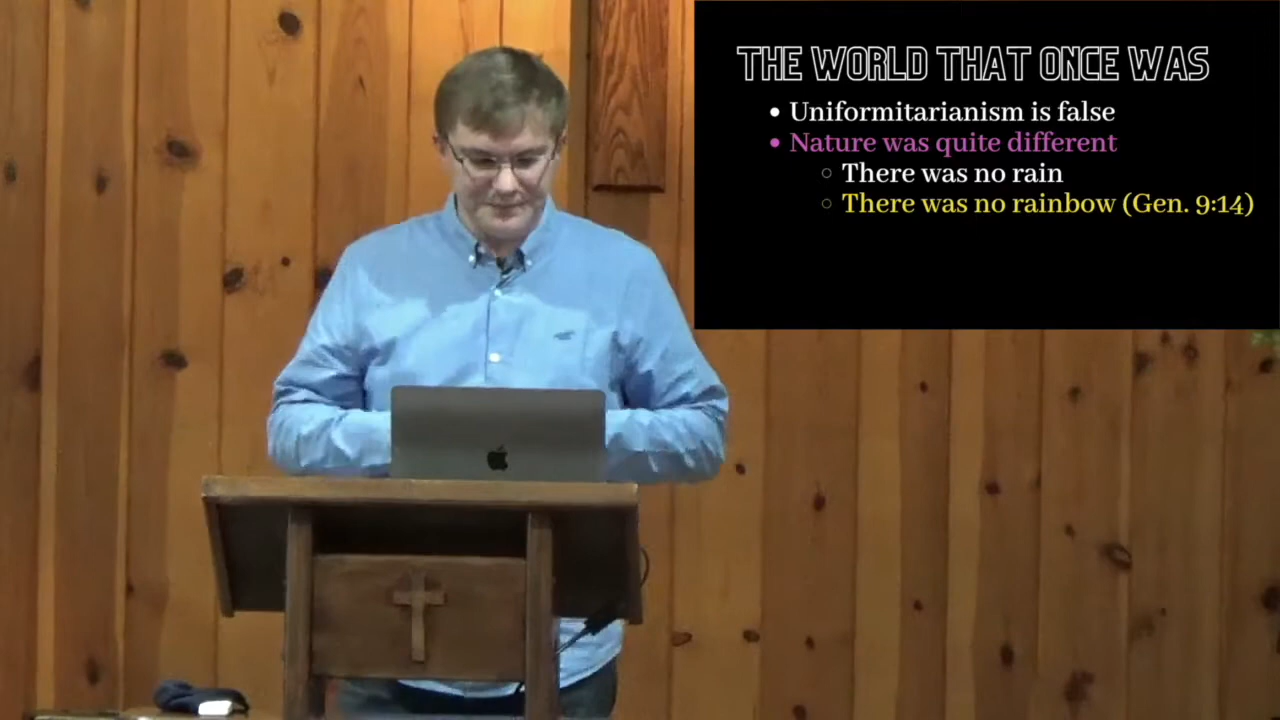 THE WORLD THAT ONCE WAS
Uniformitarianism is false
Nature was quite different
There was no rain
There was no rainbow (Gen. 9:14)